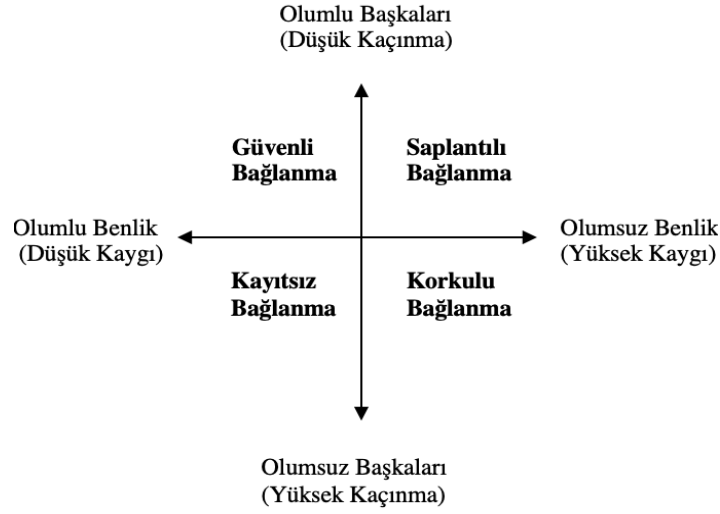 Olumlu Başkaları
(Düşük Kaçınma)
Güvenli
Bağlanma
Saplantılı
Bağlanma
Olumlu Benlik
(Düşük Kaygı)
Olumsuz Benlik
(Yüksek Kaygı)
Kayıtsız
Bağlanma
Korkulu
Bağlanma
Olumsuz Başkaları
(Yüksek Kaçınma)